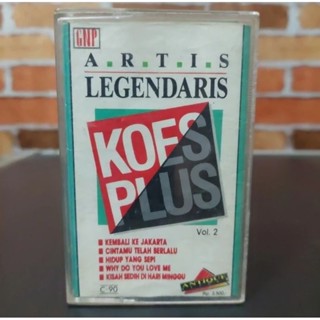 GNP
A.R.T.I.S
LEGENDARIS
KOES
PLUS
Vol. 2
KEMBALI KE JAKARTA
CINTAMU TELAH BERLALU
HIDUP YANG SEPI
WHY DO YOU LOVE ME
KISAH SEDIH DI HARI MINGGU
C-90